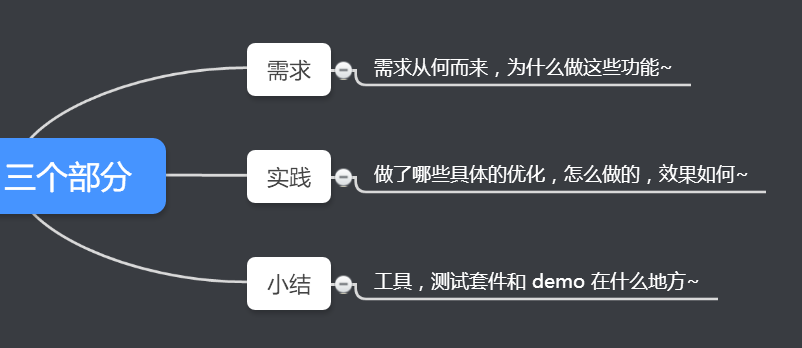 三个部分
需求
需求从何而来，为什么做这些功能~
实践
做了哪些具体的优化，怎么做的，效果如何~
小结
工具，测试套件和 demo 在什么地方~